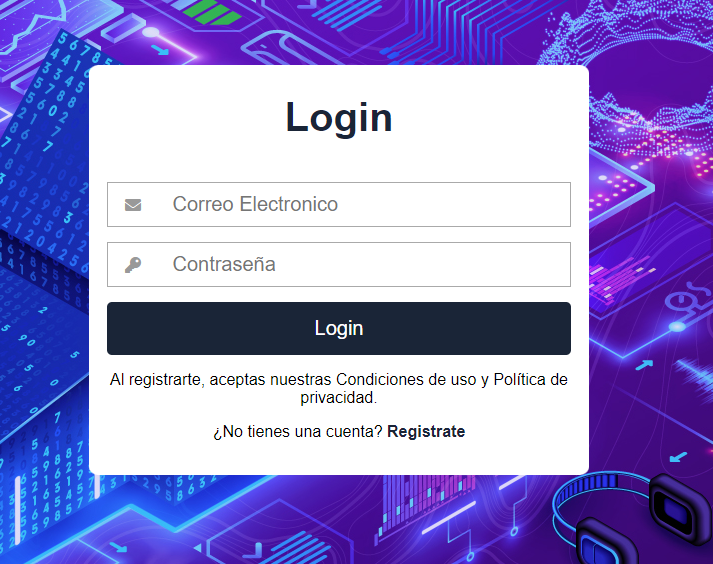 Login
Correo Electronico
Contraseña
Login
Al registrarte, aceptas nuestras Condiciones de uso y Política de
privacidad.
¿No tienes una cuenta? Registrate